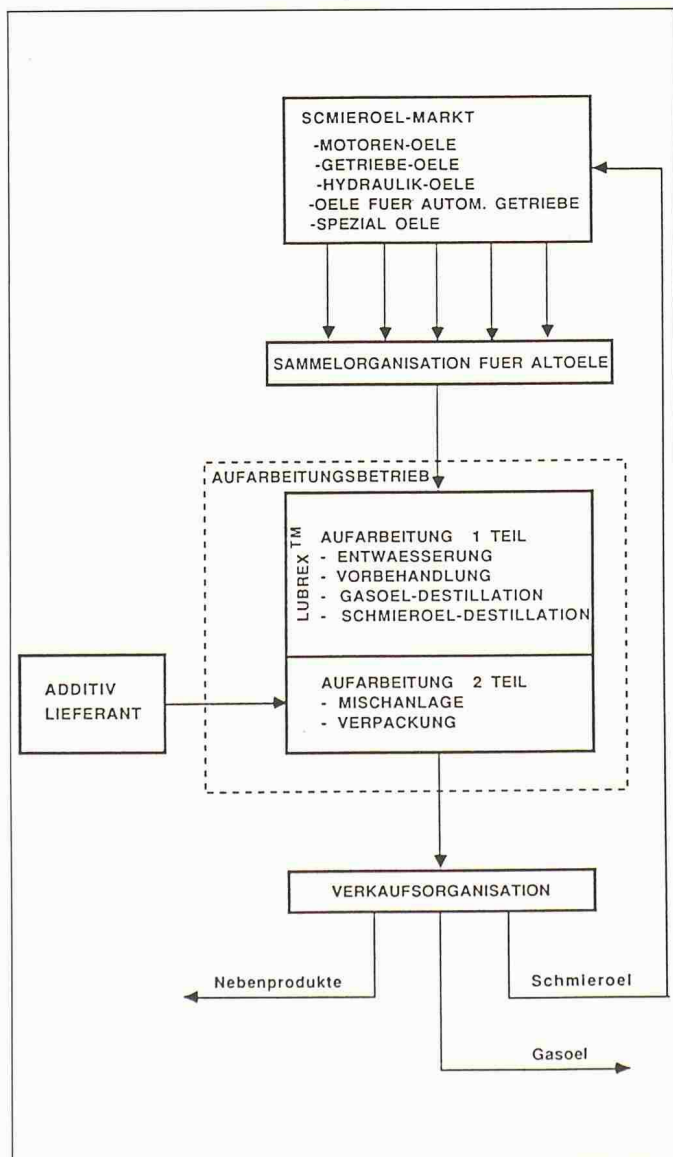 SCMIEROEL-MARKT
-MOTOREN-OELE
-GETRIEBE-OELE
-HYDRAULIK-OELE
-OELE FUER AUTOM. GETRIEBE
-SPEZIAL OELE
SAMMELORGANISATION FUER ALTOELE
AUFARBEITUNGSBETRIEB
LUBREX TM
AUFARBEITUNG 1 TEIL
- ENTWAESSERUNG
- VORBEHANDLUNG
- GASOEL-DESTILLATION
- SCHMIEROEL-DESTILLATION
ADDITIV
LIEFERANT
AUFARBEITUNG 2 TEIL
- MISCHANLAGE
- VERPACKUNG
VERKAUFSORGANISATION
Nebenprodukte
Schmieroel
Gasoel